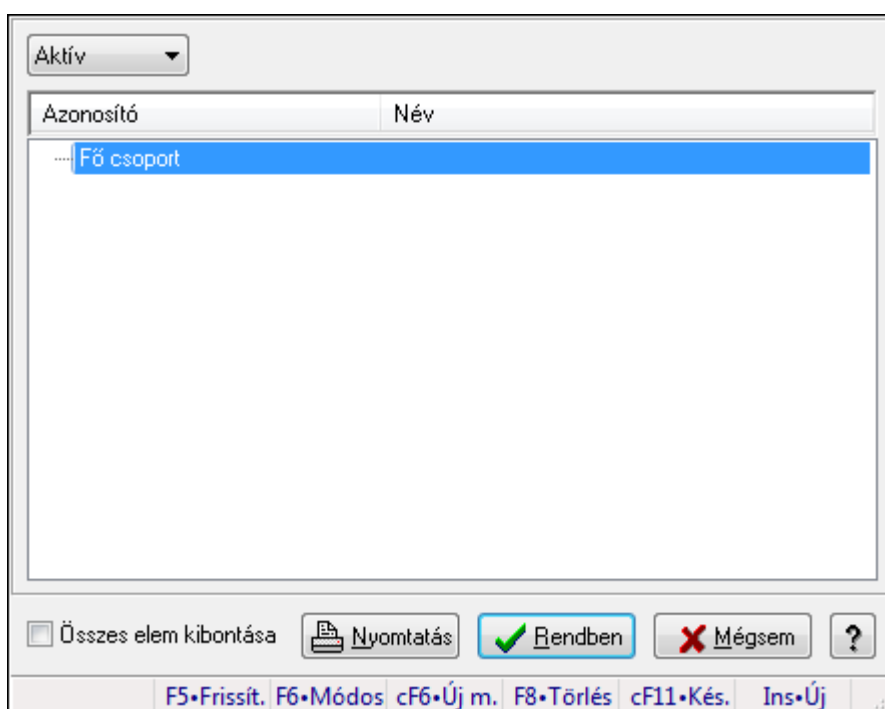 Aktív
Azonosító Név
Fő csoport
Összes elem kibontása Nyomtatás Rendben Mégsem ?
F5•Frissít. F6•Módos cF6•Új m. F8•Törlés cF11•Kés. Ins•Új